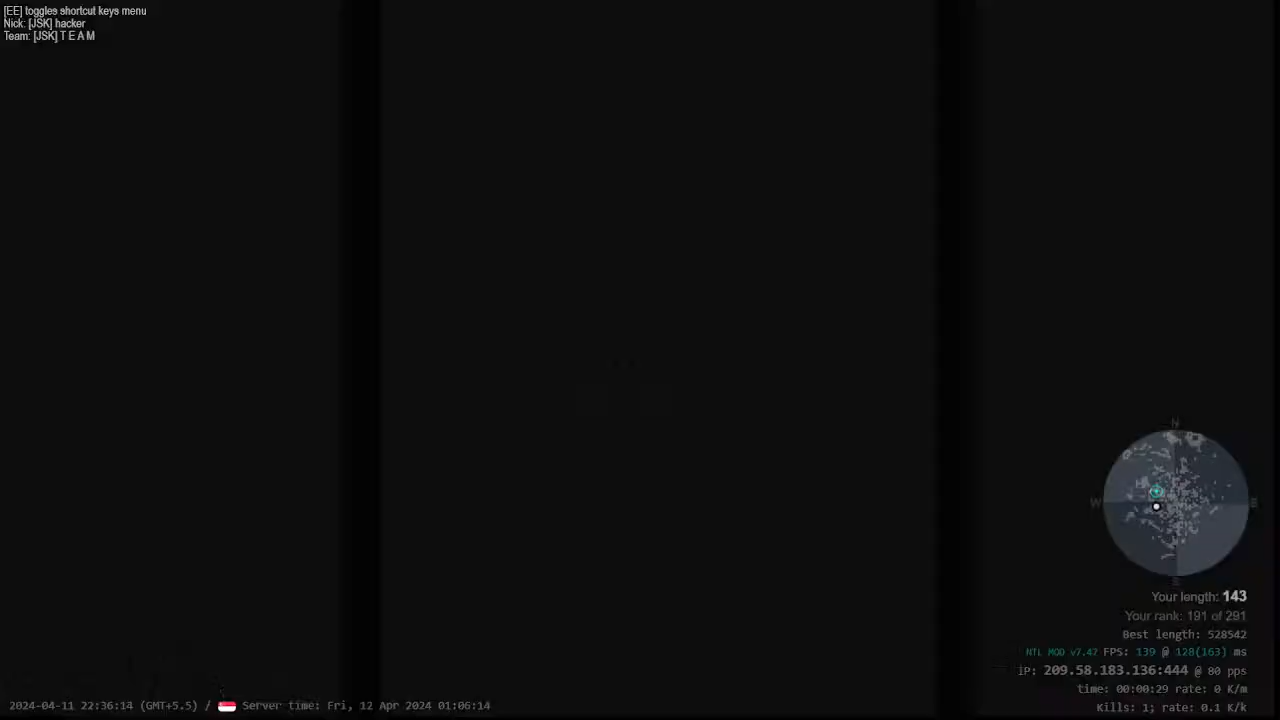 [EE] toggles shortcut keys menu
Nick: [JSK] hacker
Team: [JSK] T E A M
N
H
W
S
Your length: 143
Your rank: 191 of 291
Best length: 528542
NTL MOD v7.47 FPS: 139 @ 128(163) ms
iP: 209.58.183.136:444 @ 80 pps
time: 00:00:29 rate: 0 K/m
Kills: 1; rate: 0.1 K/k
2024-04-11 22:36:14 (GMT+5.5) / Server time: Fri, 12 Apr 2024 01:06:14